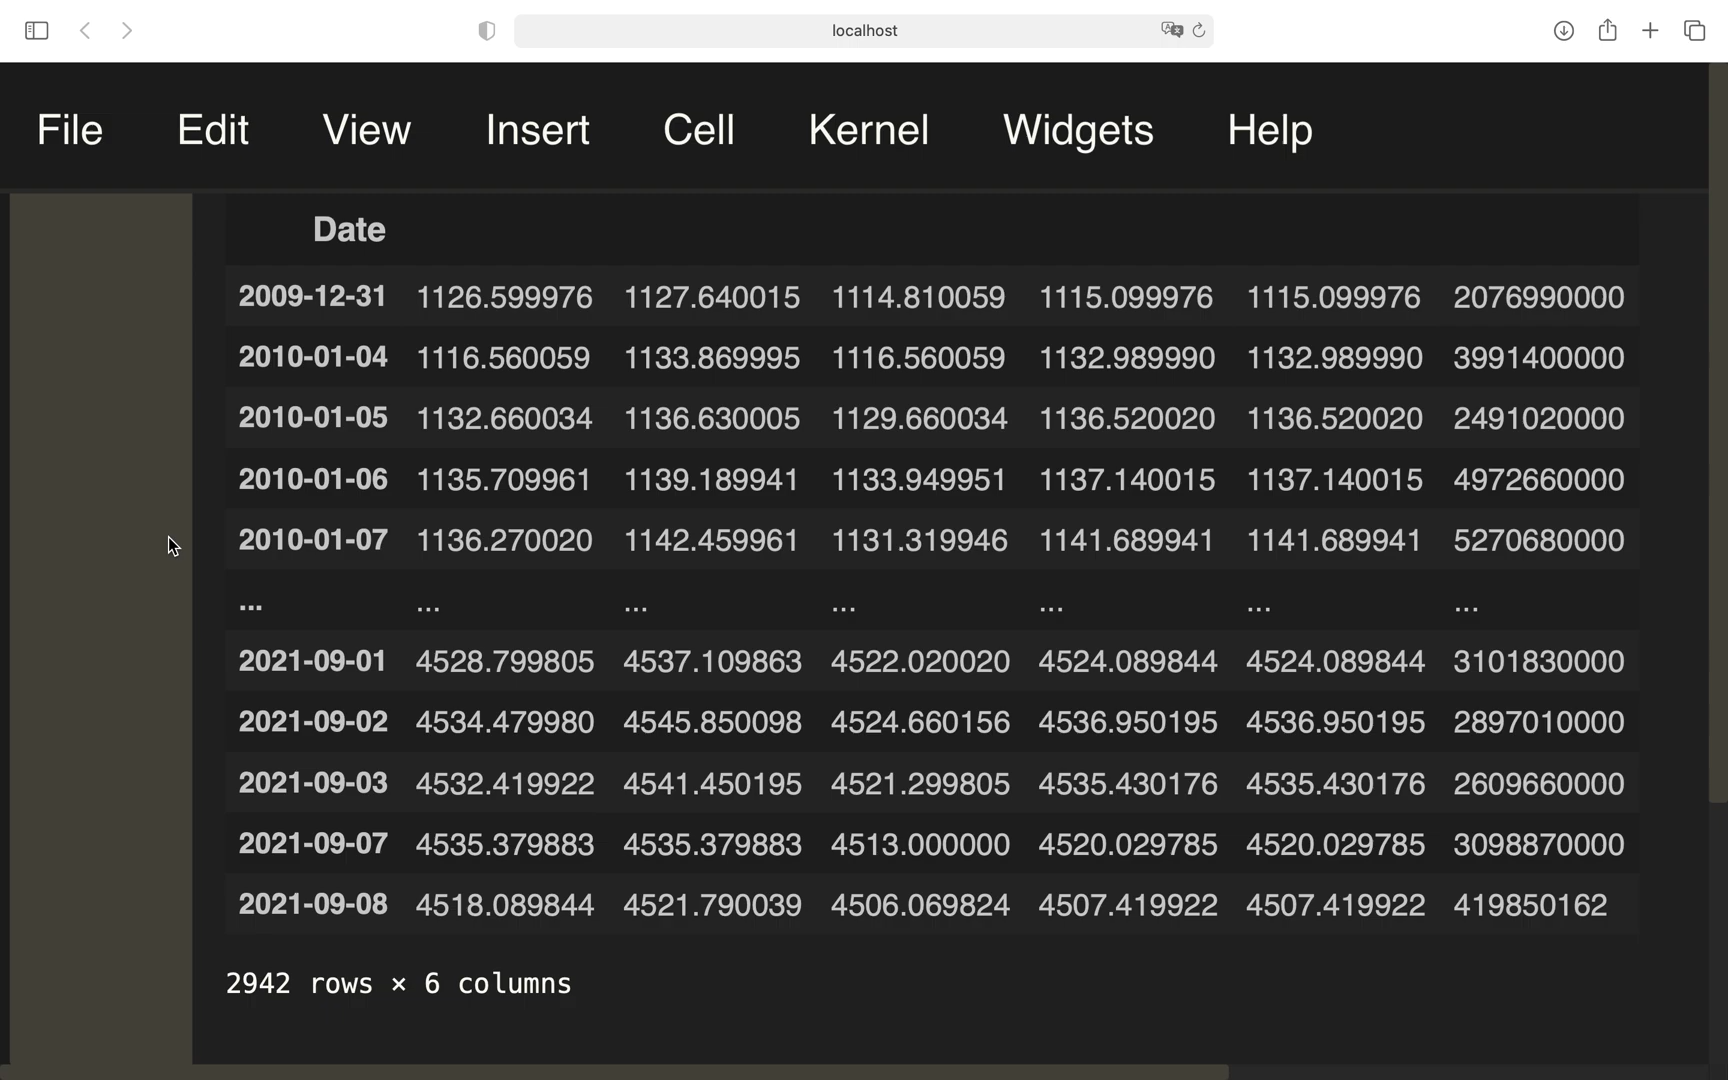 localhost
File Edit View Insert Cell Kernel Widgets Help
Date
2009-12-31 1126.599976 1127.640015 1114.810059 1115.099976 1115.099976 2076990000
2010-01-04 1116.560059 1133.869995 1116.560059 1132.989990 1132.989990 3991400000
2010-01-05 1132.660034 1136.630005 1129.660034 1136.520020 1136.520020 2491020000
2010-01-06 1135.709961 1139.189941 1133.949951 1137.140015 1137.140015 4972660000
2010-01-07 1136.270020 1142.459961 1131.319946 1141.689941 1141.689941 5270680000
... ... ... ... ... ... ...
2021-09-01 4528.799805 4537.109863 4522.020020 4524.089844 4524.089844 3101830000
2021-09-02 4534.479980 4545.850098 4524.660156 4536.950195 4536.950195 2897010000
2021-09-03 4532.419922 4541.450195 4521.299805 4535.430176 4535.430176 2609660000
2021-09-07 4535.379883 4535.379883 4513.000000 4520.029785 4520.029785 3098870000
2021-09-08 4518.089844 4521.790039 4506.069824 4507.419922 4507.419922 419850162
2942 rows × 6 columns